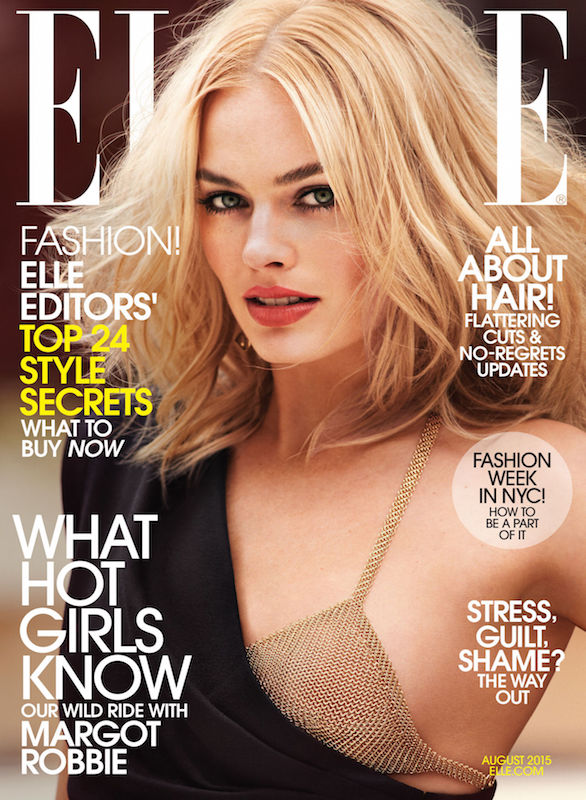 ELLE
®
FASHION!
ELLE
EDITORS'
TOP 24
STYLE
SECRETS
WHAT TO
BUY NOW
ALL
ABOUT
HAIR!
FLATTERING
CUTS &
NO-REGRETS
UPDATES
FASHION
WEEK
IN NYC!
HOW TO
BE A PART
OF IT
WHAT
HOT
GIRLS
KNOW
OUR WILD RIDE WITH
MARGOT
ROBBIE
STRESS,
GUILT,
SHAME?
THE WAY
OUT
AUGUST 2015
ELLE.COM